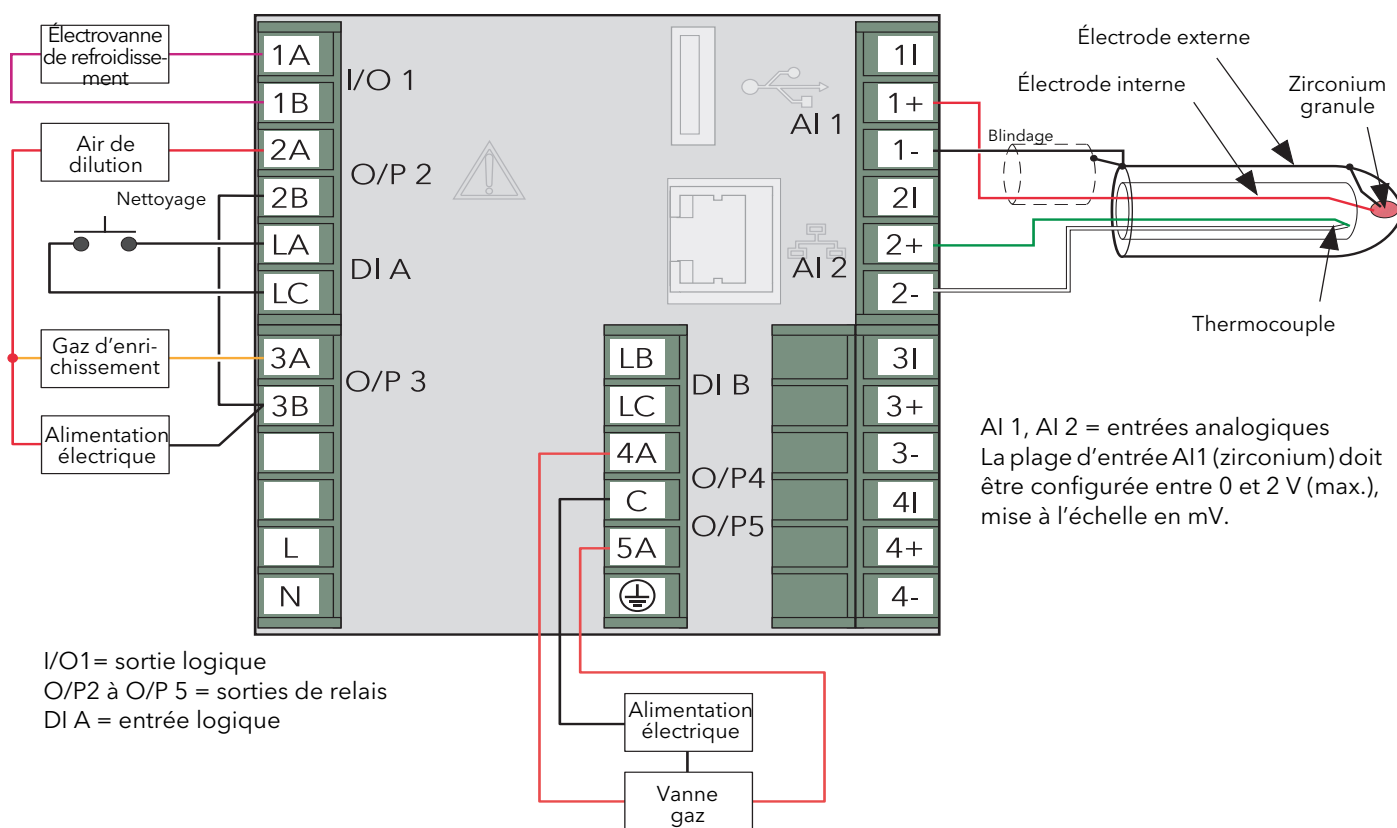 Électrovanne
de refroidisse-
ment
1A
1B
I/O 1
Air de
dilution
2A
2B
O/P 2
Nettoyage
LA
LC
DI A
Gaz d'enri-
chissement
3A
3B
O/P 3
Alimentation
électrique
L
N
LB
LC
DI B
4A
C
5A
O/P4
O/P5
AI 1
AI 2
1I
1+
1-
2I
2+
2-
3I
3+
3-
4I
4+
4-
Blindage
Électrode externe
Électrode interne
Zirconium
granule
Thermocouple
AI 1, AI 2 = entrées analogiques
La plage d'entrée AI1 (zirconium) doit
être configurée entre 0 et 2 V (max.),
mise à l'échelle en mV.
I/O1= sortie logique
O/P2 à O/P 5 = sorties de relais
DI A = entrée logique
Alimentation
électrique
Vanne
gaz